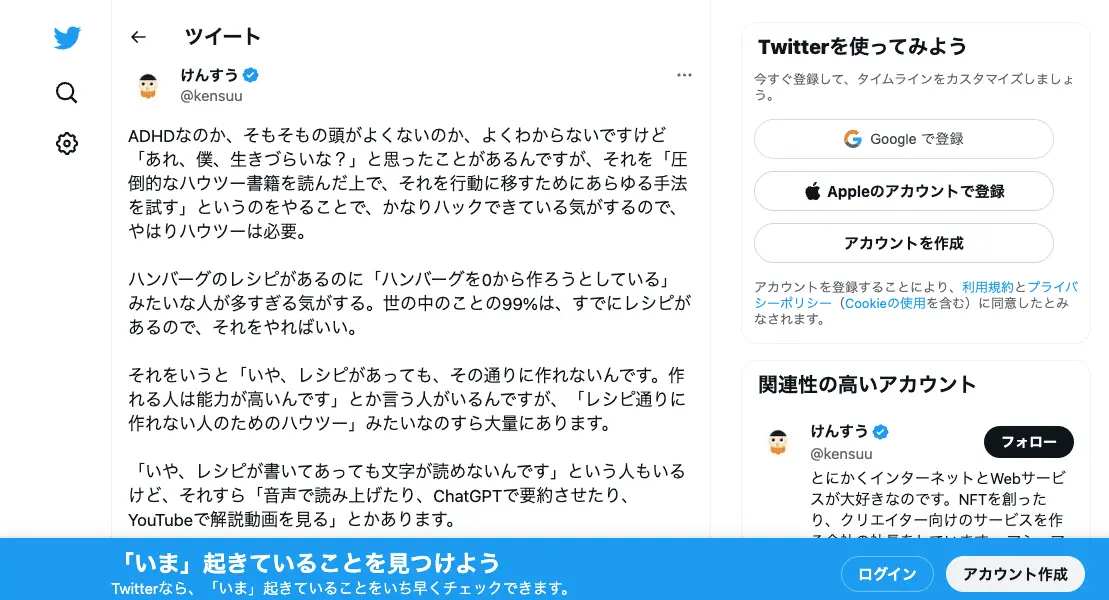 ツイート
けんすう
@kensuu
ADHDなのか、そもそもの頭がよくないのか、よくわからないですけど
「あれ、僕、生きづらいな？」と思ったことがあるんですが、それを「圧
倒的なハウツー書籍を読んだ上で、それを行動に移すためにあらゆる手法
を試す」というのをやることで、かなりハックできている気がするので、
やはりハウツーは必要。
ハンバーグのレシピがあるのに「ハンバーグを0から作ろうとしている」
みたいな人が多すぎる気がする。世の中のことの99%は、すでにレシピが
あるので、それをやればいい。
それをいうと「いや、レシピがあっても、その通りに作れないんです。作
れる人は能力が高いんです」とか言う人がいるんですが、「レシピ通りに
作れない人のためのハウツー」みたいなのすら大量にあります。
「いや、レシピが書いてあっても文字が読めないんです」という人もいる
けど、それすら「音声で読み上げたり、ChatGPTで要約させたり、
YouTubeで解説動画を見る」とかあります。
Twitterを使ってみよう
今すぐ登録して、タイムラインをカスタマイズしましょ
う。
Google で登録
Appleのアカウントで登録
アカウントを作成
アカウントを登録することにより、利用規約とプライバ
シーポリシー（Cookieの使用を含む）に同意したとみ
なされます。
関連性の高いアカウント
けんすう
@kensuu
フォロー
とにかくインターネットとWebサービ
スが大好きなのです。NFTを創った
り、クリエイター向けのサービスを作
「いま」起きていることを見つけよう
Twitterなら、「いま」起きていることをいち早くチェックできます。
ログイン
アカウント作成